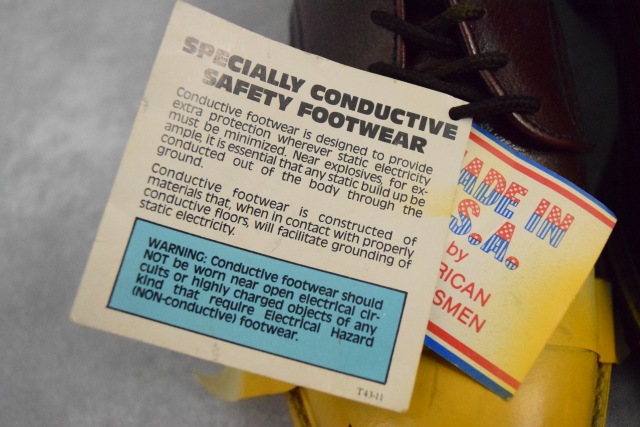 SPECIALLY CONDUCTIVE
SAFETY FOOTWEAR
Conductive footwear is designed to provide
extra protection wherever static electricity
must be minimized. Near explosives, for ex-
ample, it is essential that any static build up be
conducted out of the body through the
ground.
Conductive footwear is constructed of
materials that, when in contact with properly
conductive floors, will facilitate grounding of
static electricity.
WARNING: Conductive footwear should
NOT be worn near open electrical cir-
cuits or highly charged objects of any
kind that require Electrical Hazard
(NON-conductive) footwear.
T43-11
ADE IN
S.A.
by
RICAN
SMEN